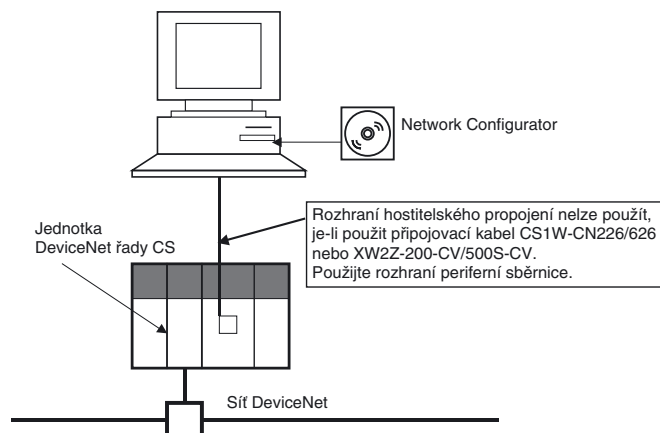 Network Configurator
Rozhraní hostitelského propojení nelze použít,
je-li použit připojovací kabel CS1W-CN226/626
nebo XW2Z-200-CV/500S-CV.
Použijte rozhraní periferní sběrnice.
Jednotka
DeviceNet řady CS
Síť DeviceNet